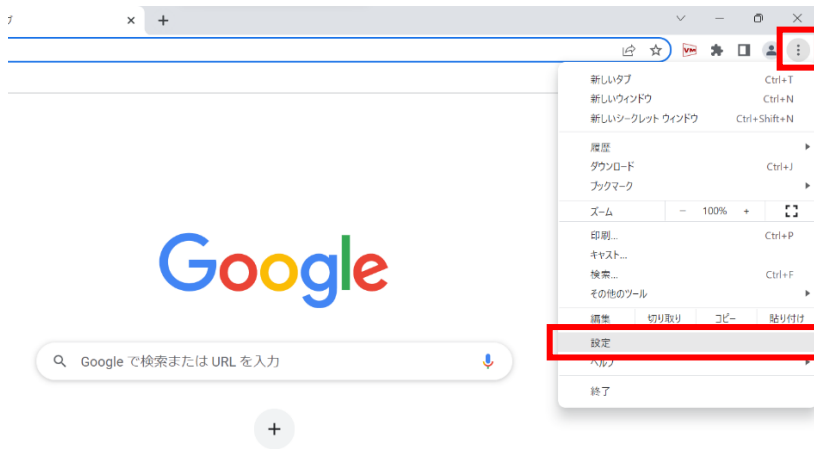 ブ
VM
新しいタブ Ctrl+T
新しいウィンドウ Ctrl+N
新しいシークレット ウィンドウ Ctrl+Shift+N
履歴
ダウンロード Ctrl+J
ブックマーク
ズーム − 100% +
印刷... Ctrl+P
キャスト...
検索... Ctrl+F
その他のツール
編集 切り取り コピー 貼り付け
設定
ヘルプ
終了
Google
Google で検索または URL を入力